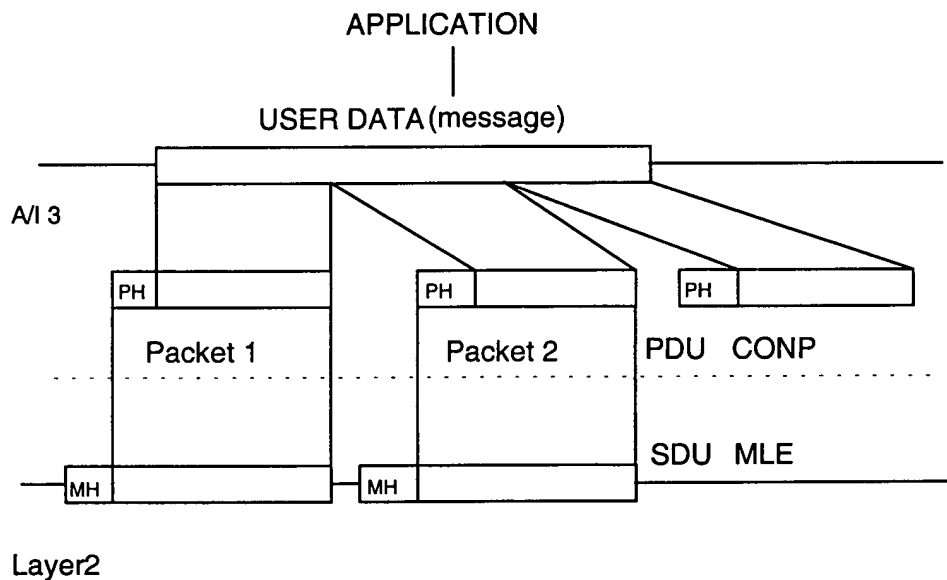 APPLICATION
USER DATA (message)
A/I 3
PH
PH
PH
Packet 1
Packet 2
PDU CONP
SDU MLE
MH
MH
Layer2